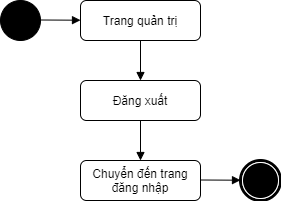 Trang quản trị
Đăng xuất
Chuyển đến trang
đăng nhập